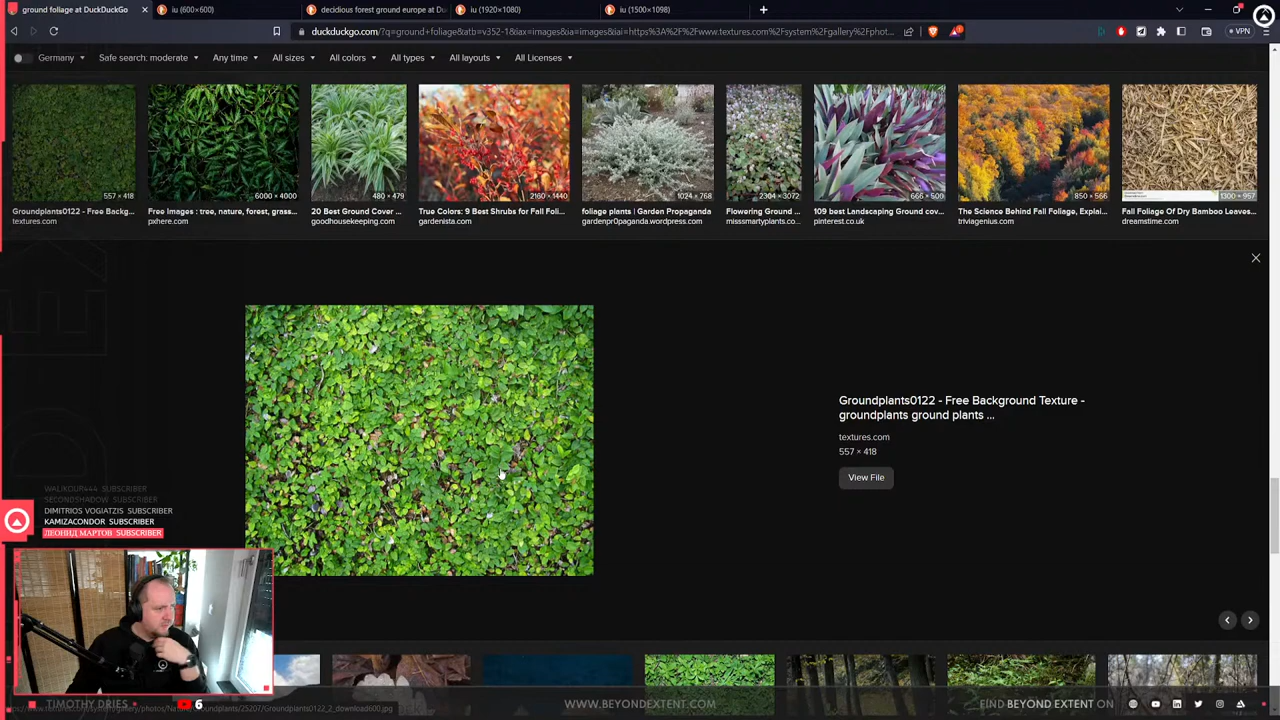 ground foliage at DuckDuckGo
iu (600×600)
decidious forest ground europe at Du
iu (1920×1080)
iu (1500×1098)
duckduckgo.com/?q=ground+foliage&atb=v352-1&iax=images&ia=images&iai=https%3A%2F%2Fwww.textures.com%2Fsystem%2Fgallery%2Fphot...
VPN
Germany
Safe search: moderate
Any time
All sizes
All colors
All types
All layouts
All Licenses
557 × 418
6000 × 4000
480 × 479
2160 × 1440
1024 × 768
2304 × 3072
666 × 500
850 × 566
1300 × 957
Groundplants0122 - Free Backg...
textures.com
Free Images : tree, nature, forest, grass...
pxhere.com
20 Best Ground Cover ...
goodhousekeeping.com
True Colors: 9 Best Shrubs for Fall Foli...
gardenista.com
foliage plants | Garden Propaganda
gardenpr0paganda.wordpress.com
Flowering Ground ...
misssmartyplants.co...
109 best Landscaping Ground cov...
pinterest.co.uk
The Science Behind Fall Foliage, Explai...
triviagenius.com
Fall Foliage Of Dry Bamboo Leaves...
dreamstime.com
Groundplants0122 - Free Background Texture -
groundplants ground plants ...
textures.com
557 × 418
View File
WALIKOUR444 SUBSCRIBER
SECONDSHADOW SUBSCRIBER
DIMITRIOS VOGIATZIS SUBSCRIBER
KAMIZACONDOR SUBSCRIBER
ЛЕОНИД МАРТОВ SUBSCRIBER
TIMOTHY DRIES
6
WWW.BEYONDEXTENT.COM
FIND BEYOND EXTENT ON